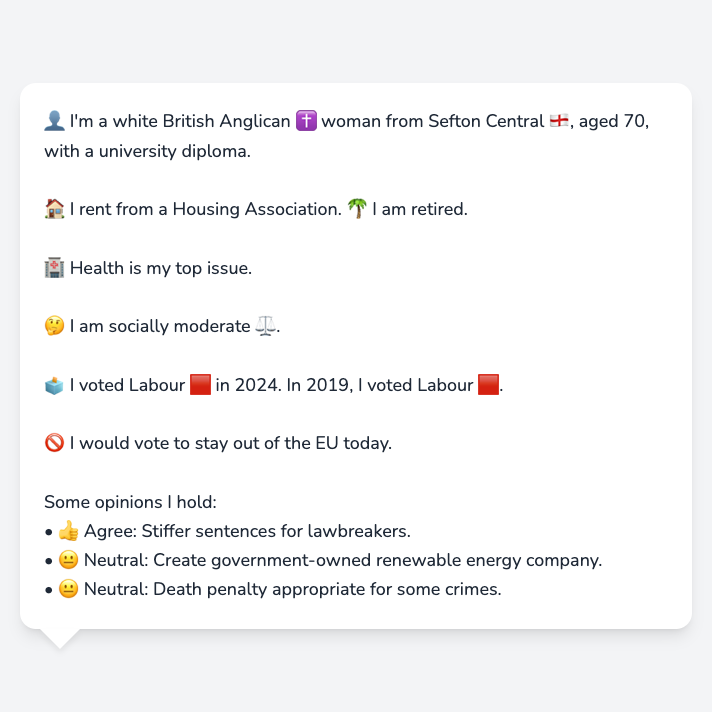 👤 I'm a white British Anglican ✝️ woman from Sefton Central 🏴󠁧󠁢󠁥󠁮󠁧󠁿, aged 70,
with a university diploma.
🏠 I rent from a Housing Association. 🌴 I am retired.
🏥 Health is my top issue.
🤔 I am socially moderate ⚖️.
🗳️ I voted Labour 🟥 in 2024. In 2019, I voted Labour 🟥.
🚫 I would vote to stay out of the EU today.
Some opinions I hold:
• 👍 Agree: Stiffer sentences for lawbreakers.
• 😐 Neutral: Create government-owned renewable energy company.
• 😐 Neutral: Death penalty appropriate for some crimes.